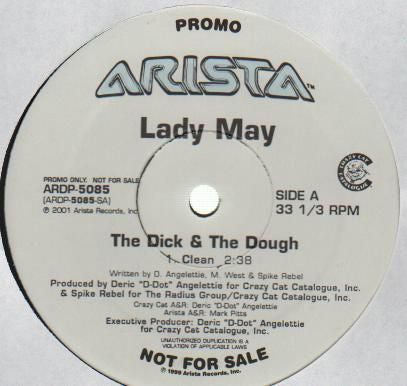 PROMO
ARISTA™
Lady May
PROMO ONLY. NOT FOR SALE
ARDP-5085
(ARDP-5085-SA)
℗ 2001 Arista Records, Inc.
CRAZY CAT
CATALOGUE
SIDE A
33 1/3 RPM
The Dick & The Dough
1. Clean 2:38
Written by D. Angelettie, M. West & Spike Rebel
Produced by Deric "D-Dot" Angelettie for Crazy Cat Catalogue, Inc.
& Spike Rebel for The Radius Group/Crazy Cat Catalogue, Inc.
Crazy Cat A&R: Deric "D-Dot" Angelettie
Arista A&R: Mark Pitts
Executive Producer: Deric "D-Dot" Angelettie
for Crazy Cat Catalogue, Inc.
UNAUTHORIZED DUPLICATION IS A
VIOLATION OF APPLICABLE LAWS
NOT FOR SALE
© 1999 Arista Records, Inc.